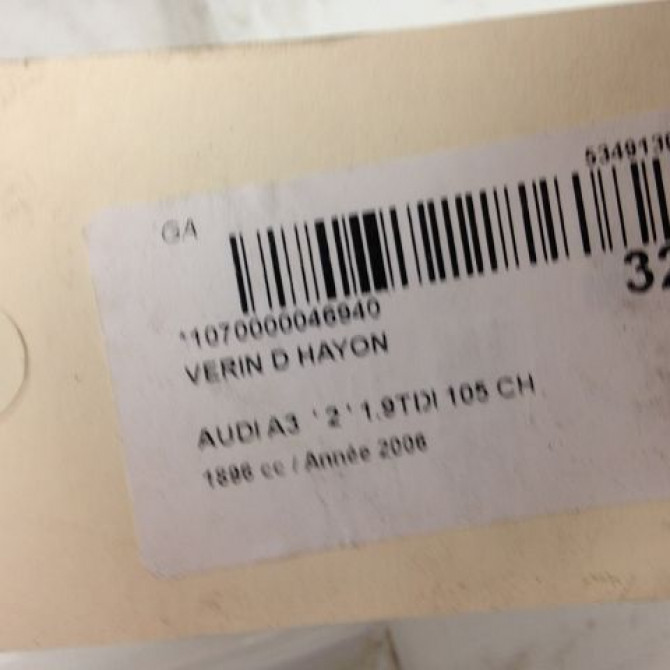 GA
*1070000046940
VERIN D HAYON
AUDI A3 ' 2 ' 1.9TDI 105 CH
1896 cc / Année 2006